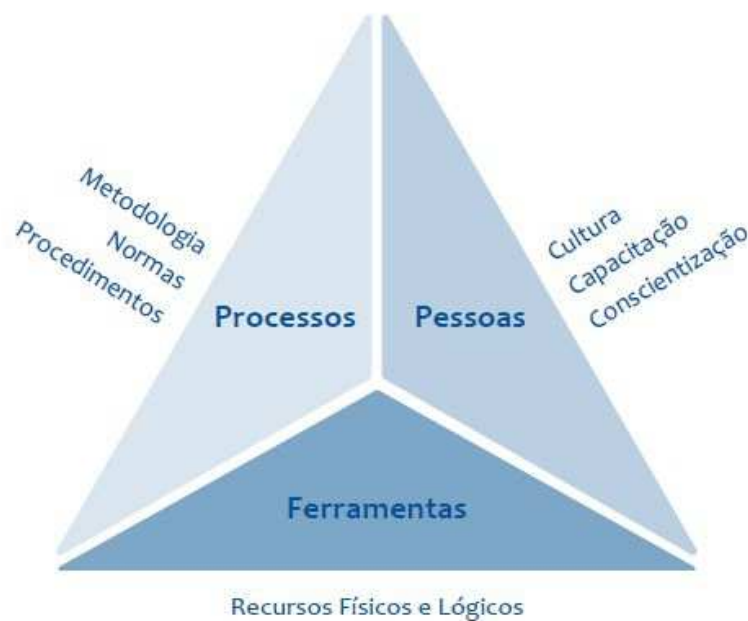 Metodologia
Normas
Procedimentos
Cultura
Capacitação
Conscientização
Processos
Pessoas
Ferramentas
Recursos Físicos e Lógicos